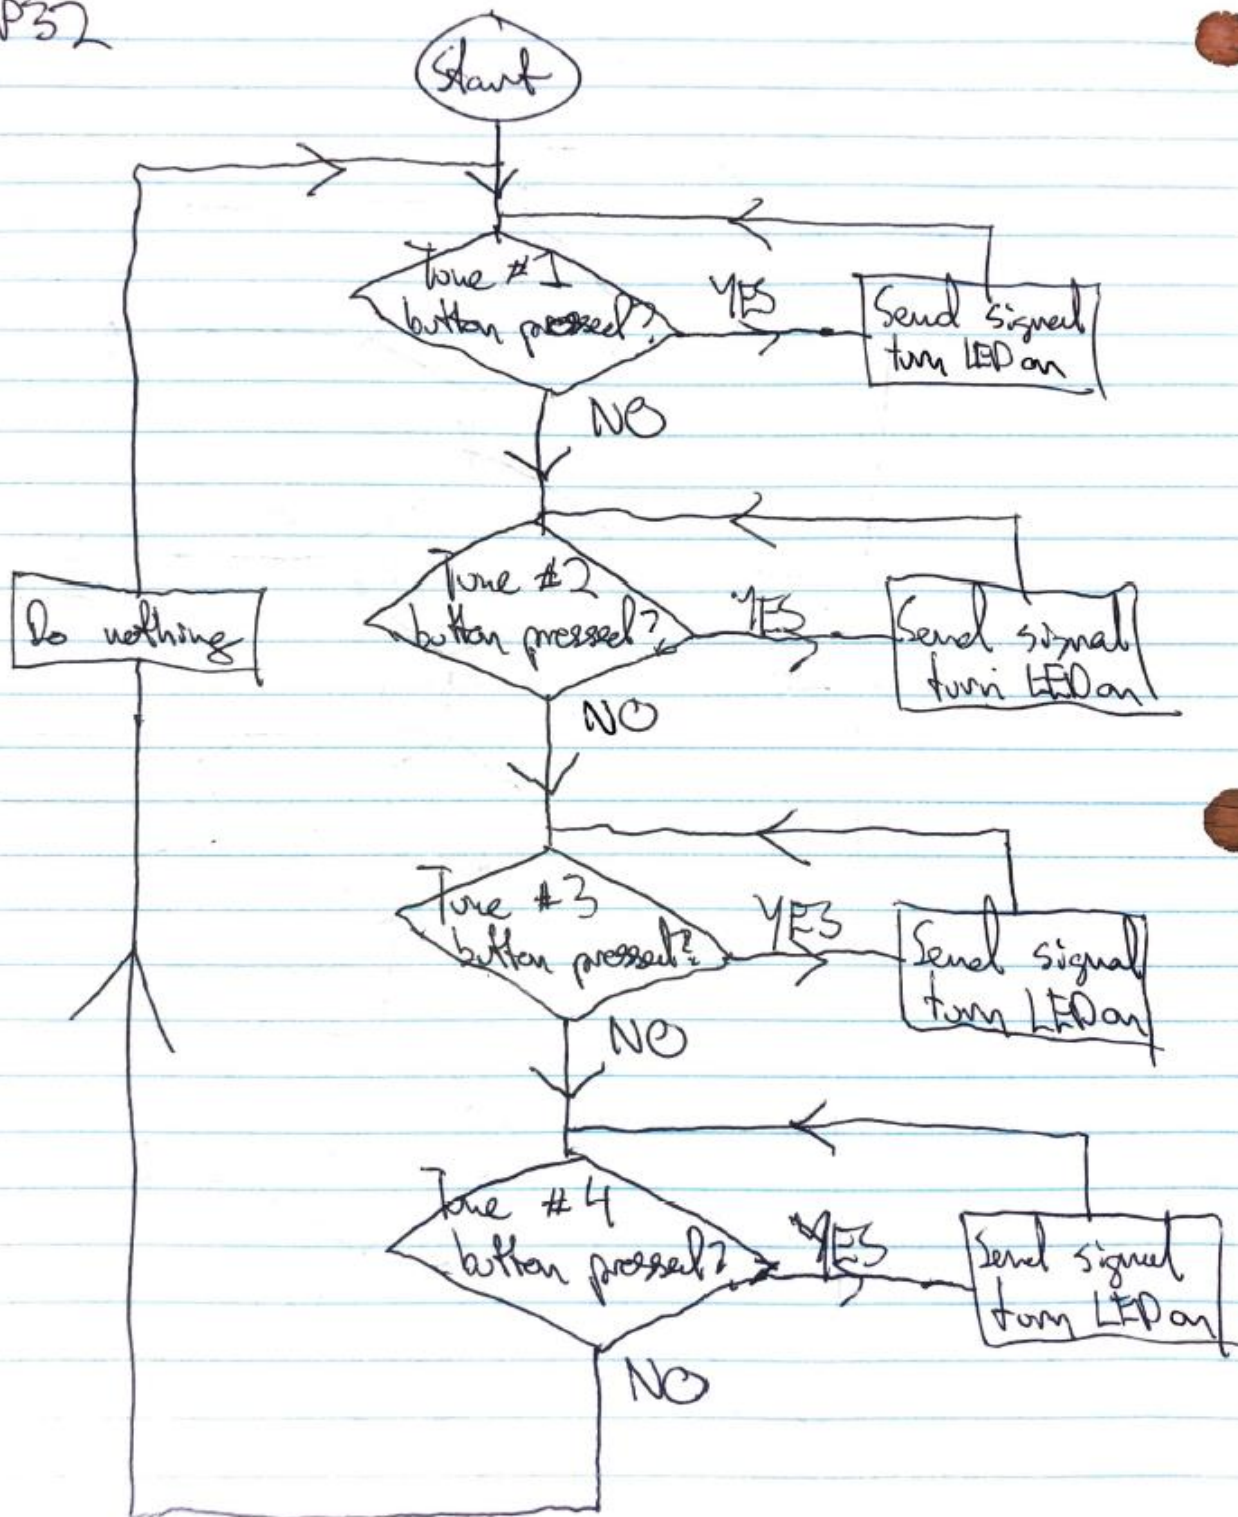 P32
Start
Tune #1
button pressed?
YES
Send signal
turn LED on
NO
Tune #2
button pressed?
YES
Send signal
turn LED on
Do nothing
NO
Tune #3
button pressed?
YES
Send signal
turn LED on
NO
Tune #4
button pressed?
YES
Send signal
turn LED on
NO